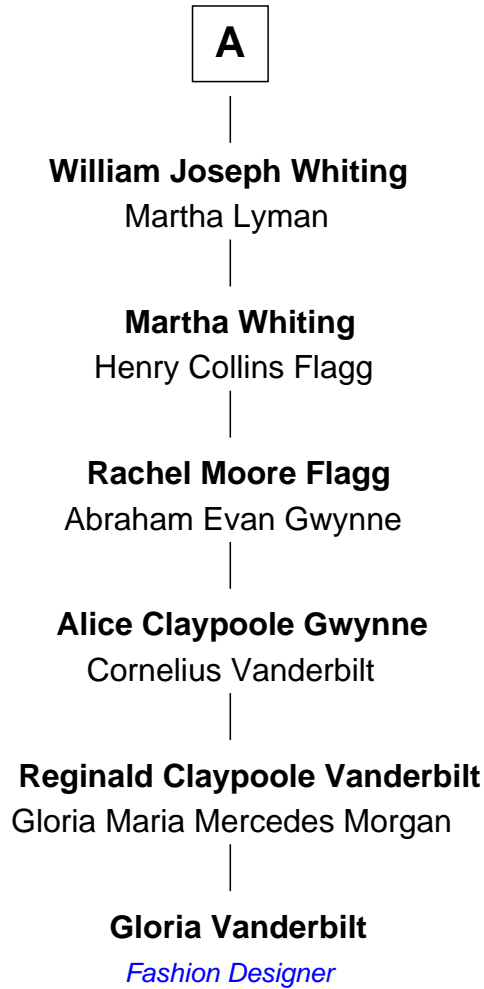 A
William Joseph Whiting
Martha Lyman
Martha Whiting
Henry Collins Flagg
Rachel Moore Flagg
Abraham Evan Gwynne
Alice Claypoole Gwynne
Cornelius Vanderbilt
Reginald Claypoole Vanderbilt
Gloria Maria Mercedes Morgan
Gloria Vanderbilt
Fashion Designer